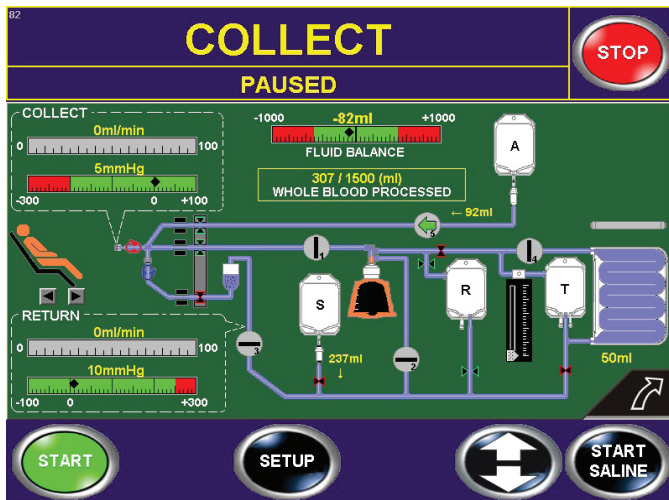 82
COLLECT
PAUSED
STOP
COLLECT
0ml/min
0
100
5mmHg
-300
0
+100
-1000
-82ml
+1000
FLUID BALANCE
307 / 1500 (ml)
WHOLE BLOOD PROCESSED
A
← 92ml
5
1
4
S
R
T
RETURN
0ml/min
0
100
10mmHg
-100
0
+300
3
237ml
↓
2
50ml
START
SETUP
START
SALINE